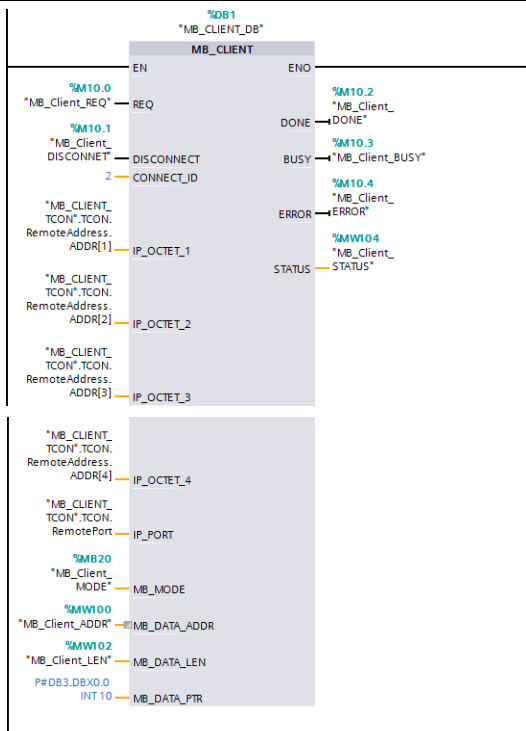 %DB1
"MB_CLIENT_DB"
MB_CLIENT
EN
ENO
%M10.0
"MB_Client_REQ"
REQ
%M10.2
"MB_Client_
DONE"
DONE
%M10.1
"MB_Client_
DISCONNET"
DISCONNECT
%M10.3
"MB_Client_BUSY"
BUSY
2
CONNECT_ID
%M10.4
"MB_Client_
ERROR"
ERROR
"MB_CLIENT_
TCON".TCON.
RemoteAddress.
ADDR[1]
IP_OCTET_1
%MW104
"MB_Client_
STATUS"
STATUS
"MB_CLIENT_
TCON".TCON.
RemoteAddress.
ADDR[2]
IP_OCTET_2
"MB_CLIENT_
TCON".TCON.
RemoteAddress.
ADDR[3]
IP_OCTET_3
"MB_CLIENT_
TCON".TCON.
RemoteAddress.
ADDR[4]
IP_OCTET_4
"MB_CLIENT_
TCON".TCON.
RemotePort
IP_PORT
%MB20
"MB_Client_
MODE"
MB_MODE
%MW100
"MB_Client_ADDR"
MB_DATA_ADDR
%MW102
"MB_Client_LEN"
MB_DATA_LEN
P#DB3.DBX0.0
INT 10
MB_DATA_PTR